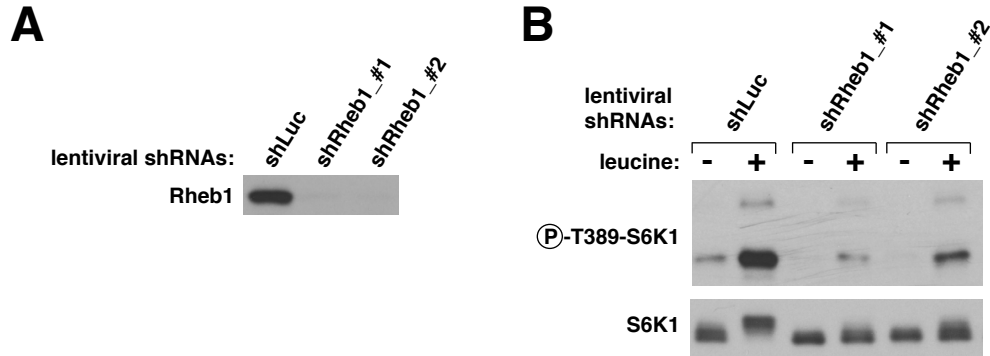 A
lentiviral shRNAs:
shLuc
shRheb1_#1
shRheb1_#2
Rheb1
B
lentiviral
shRNAs:
shLuc
shRheb1_#1
shRheb1_#2
leucine:
- + - + - +
P-T389-S6K1
S6K1